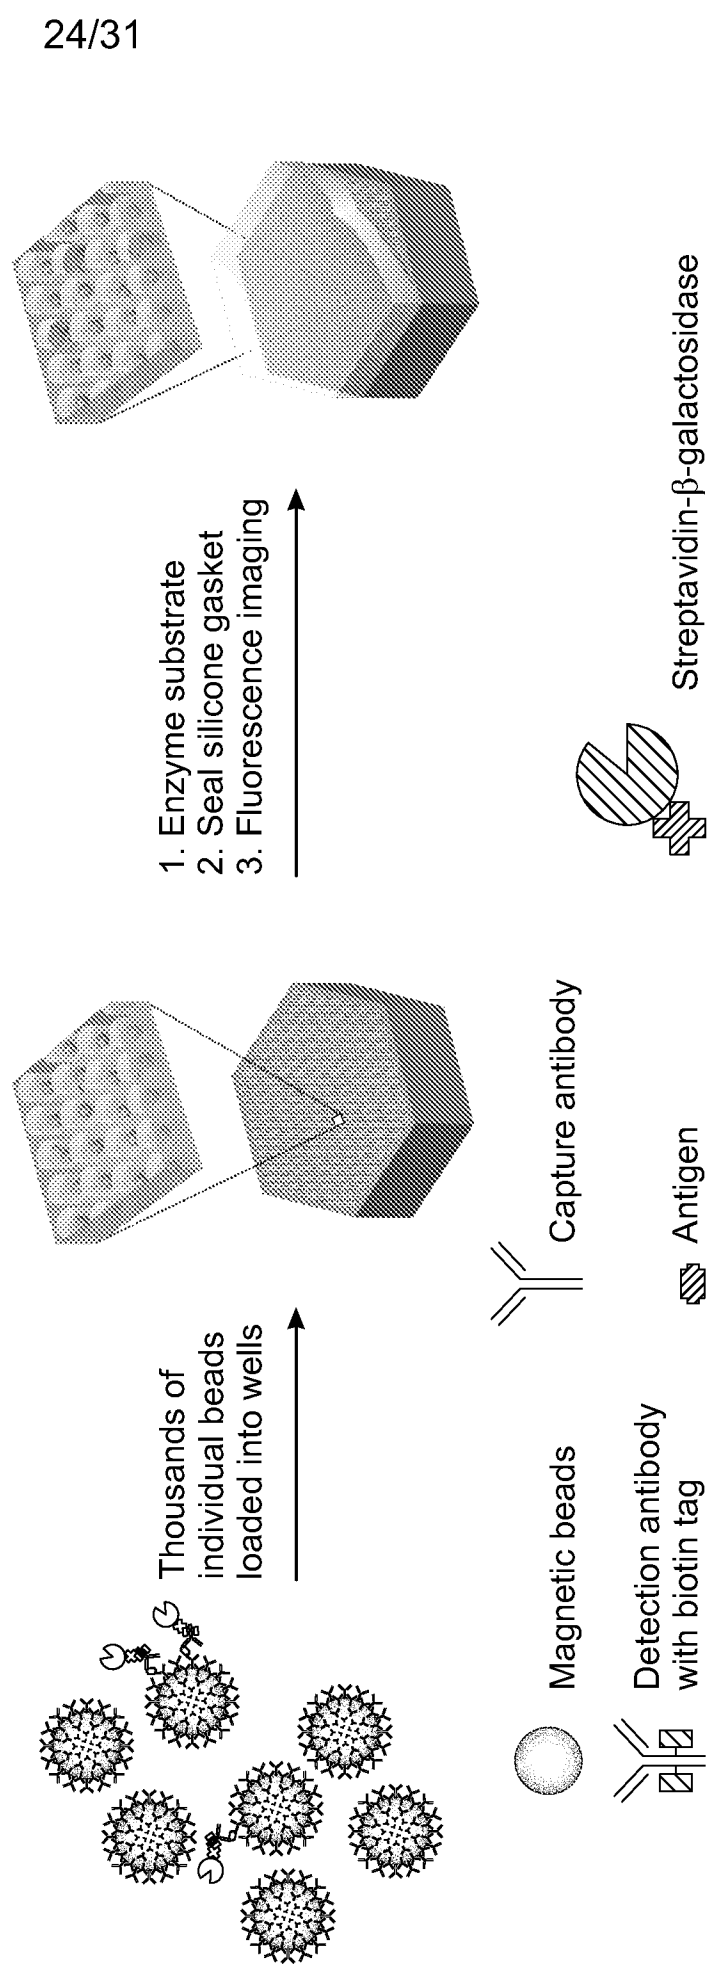 24/31
Thousands of
individual beads
loaded into wells
1. Enzyme substrate
2. Seal silicone gasket
3. Fluorescence imaging
Magnetic beads
Capture antibody
Detection antibody
with biotin tag
Antigen
Streptavidin-β-galactosidase